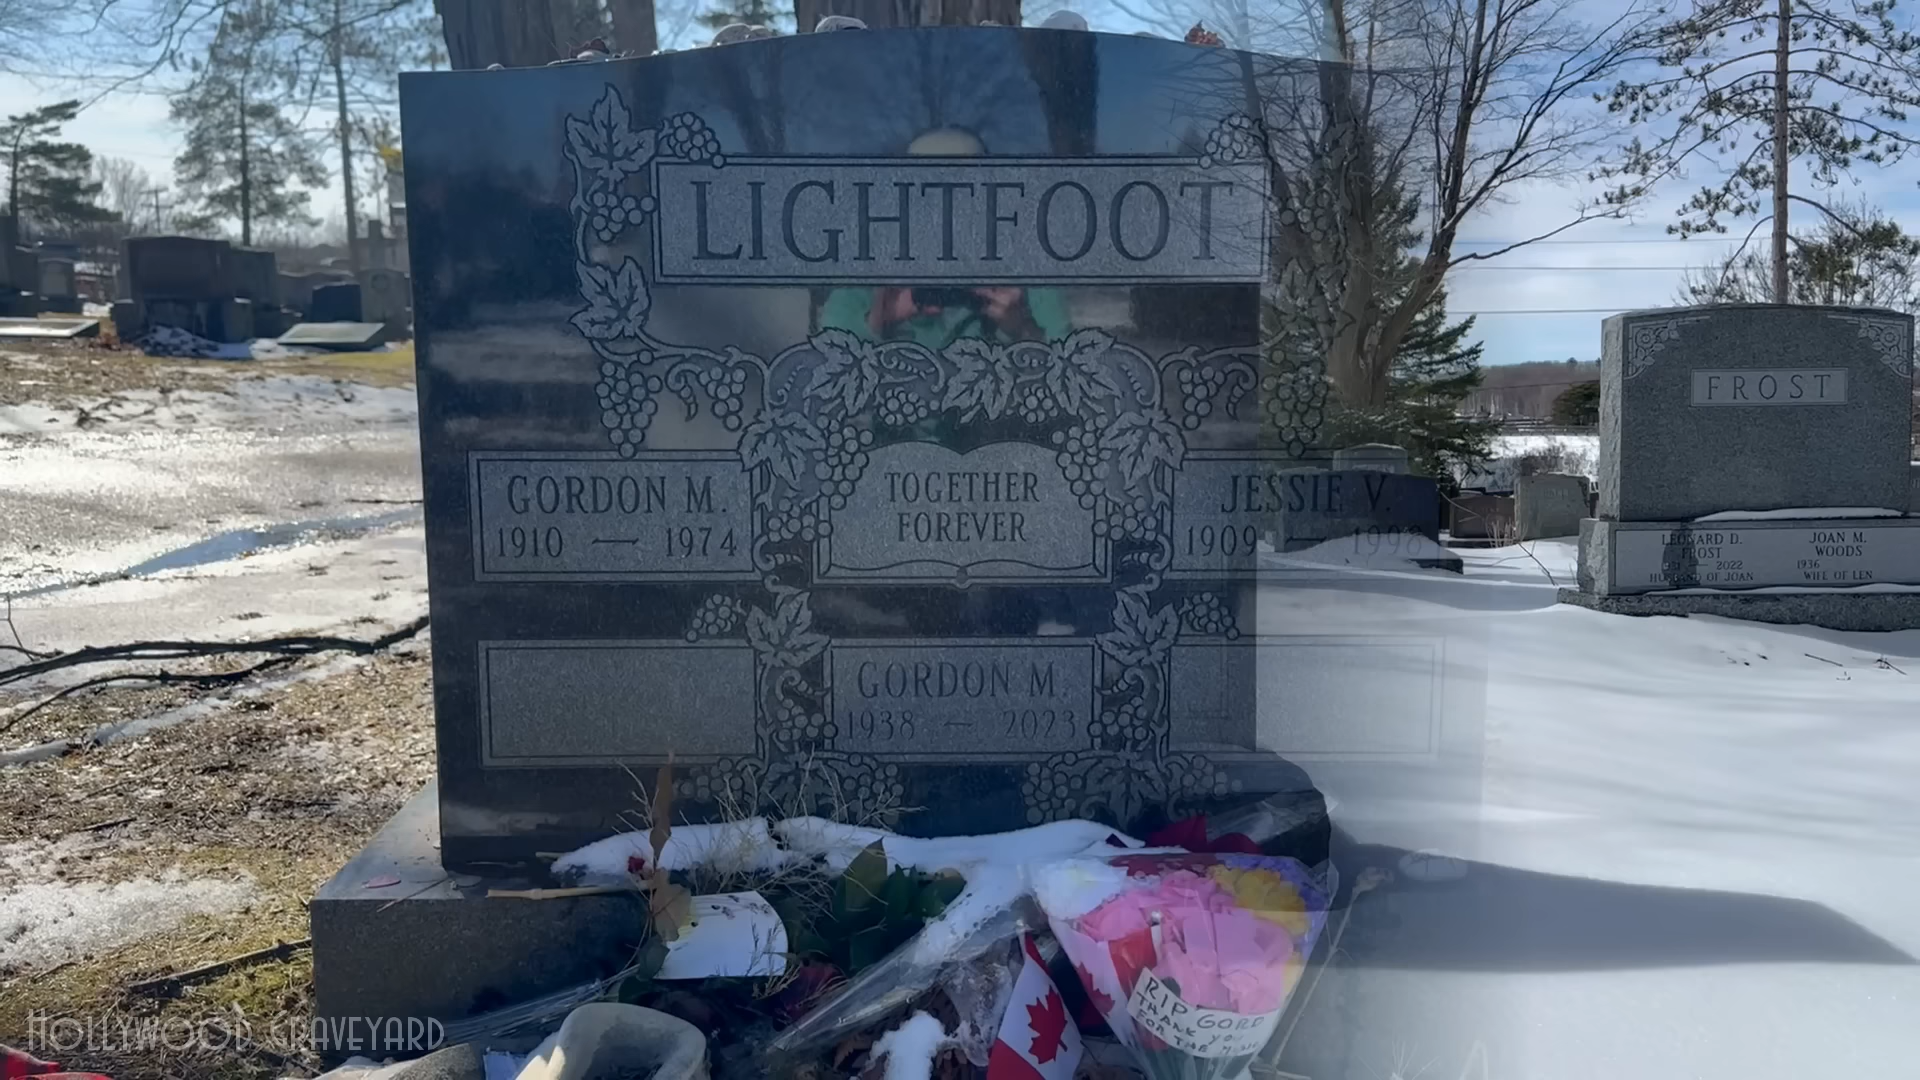 LIGHTFOOT
GORDON M.
1910 — 1974
TOGETHER
FOREVER
JESSIE V.
1909 — 1998
GORDON M.
1938 — 2023
FROST
LEONARD D.
FROST
2022
HUSBAND OF JOAN
JOAN M.
WOODS
1936
WIFE OF LEN
RIP GORD
THANK YOU
FOR THE
HOLLYWOOD GRAVEYARD